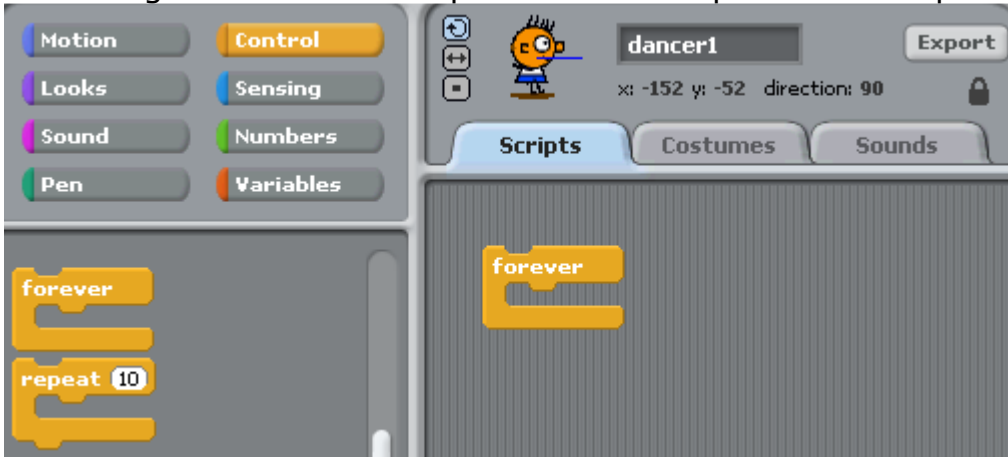 Motion Control
Looks Sensing
Sound Numbers
Pen Variables
forever
repeat 10
dancer1
Export
x: -152 y: -52 direction: 90
Scripts Costumes Sounds
forever